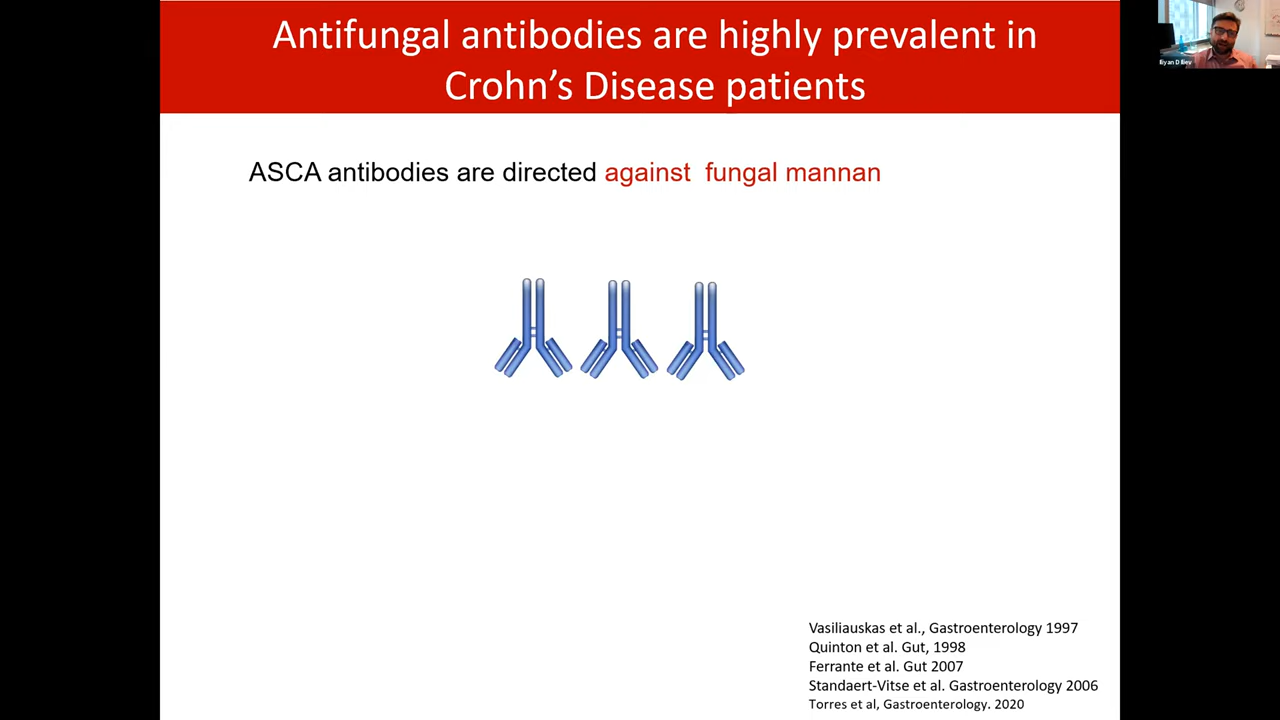 Antifungal antibodies are highly prevalent in
Crohn's Disease patients
ASCA antibodies are directed against fungal mannan
Vasiliauskas et al., Gastroenterology 1997
Quinton et al. Gut, 1998
Ferrante et al. Gut 2007
Standaert-Vitse et al. Gastroenterology 2006
Torres et al, Gastroenterology. 2020